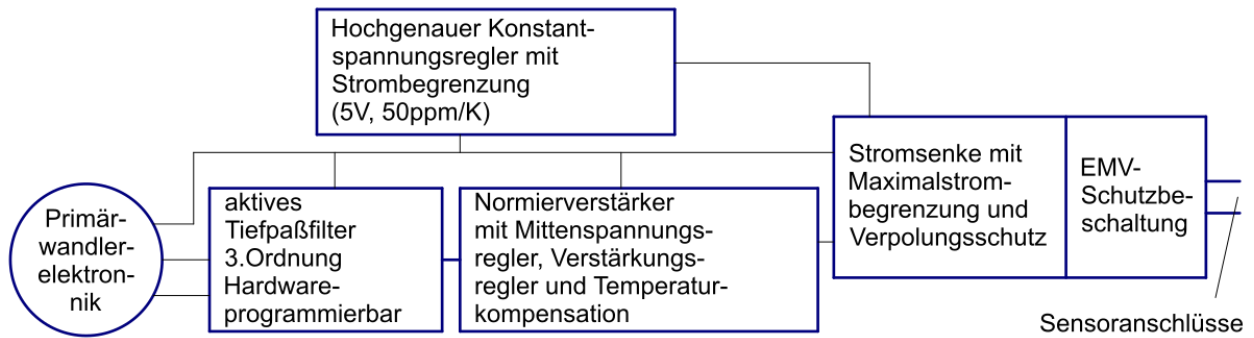 Hochgenauer Konstant-
spannungsregler mit
Strombegrenzung
(5V, 50ppm/K)
Primär-
wandler-
elektron-
nik
aktives
Tiefpaßfilter
3.Ordnung
Hardware-
programmierbar
Normierverstärker
mit Mittenspannungs-
regler, Verstärkungs-
regler und Temperatur-
kompensation
Stromsenke mit
Maximalstrom-
begrenzung und
Verpolungsschutz
EMV-
Schutzbe-
schaltung
Sensoranschlüsse